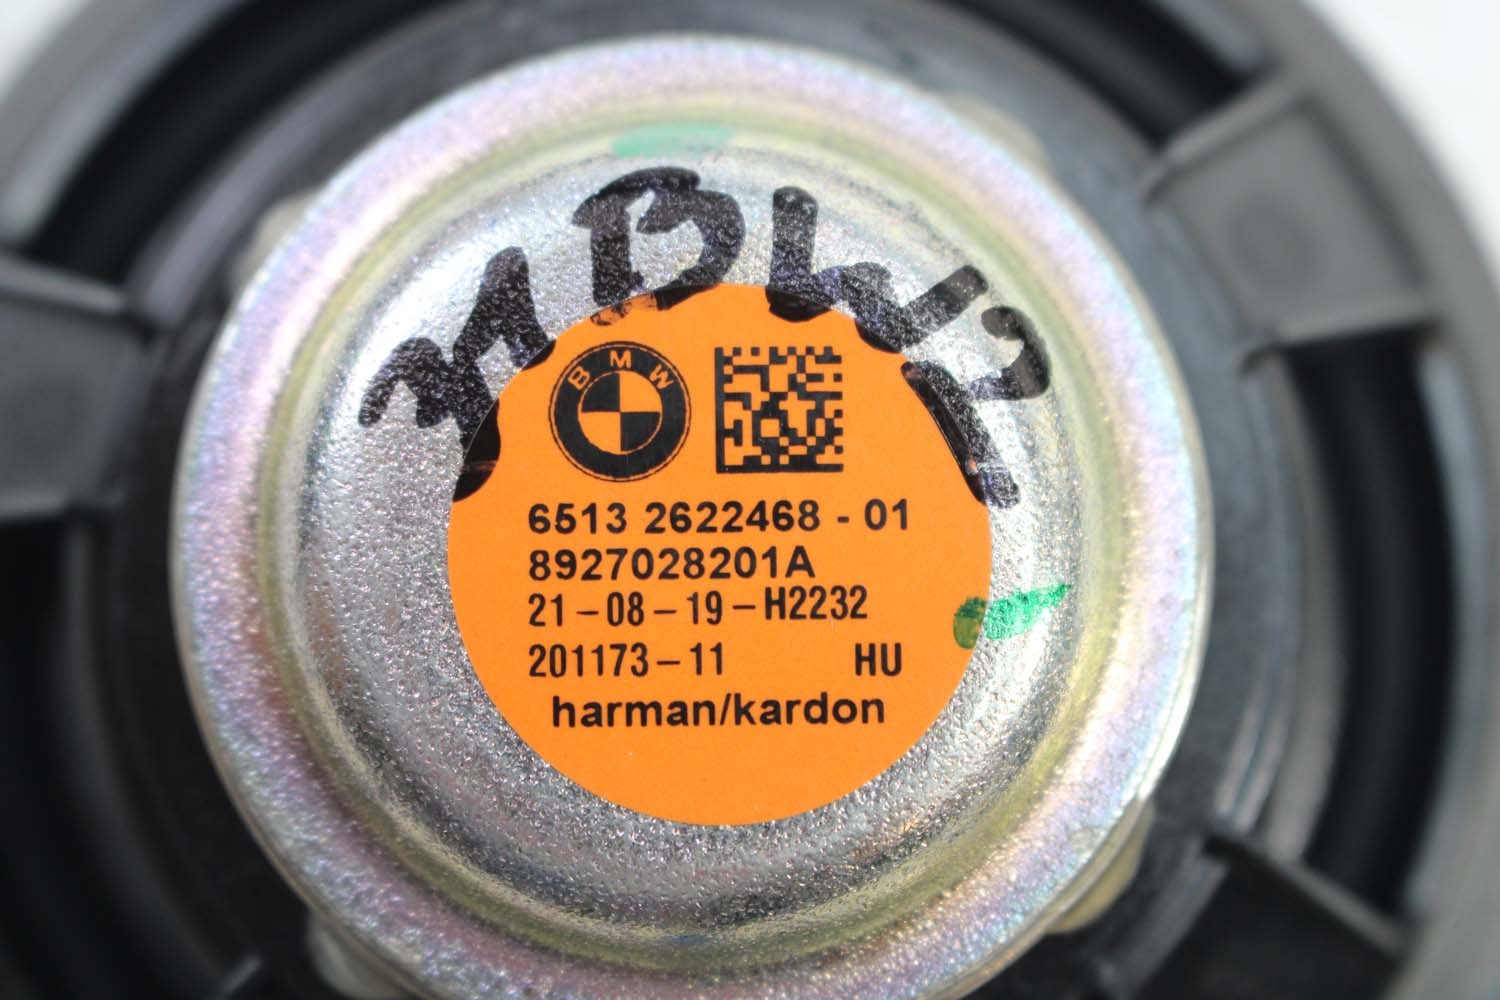 BMW
6513 2622468 - 01
8927028201A
21-08-19-H2232
201173-11 HU
harman/kardon